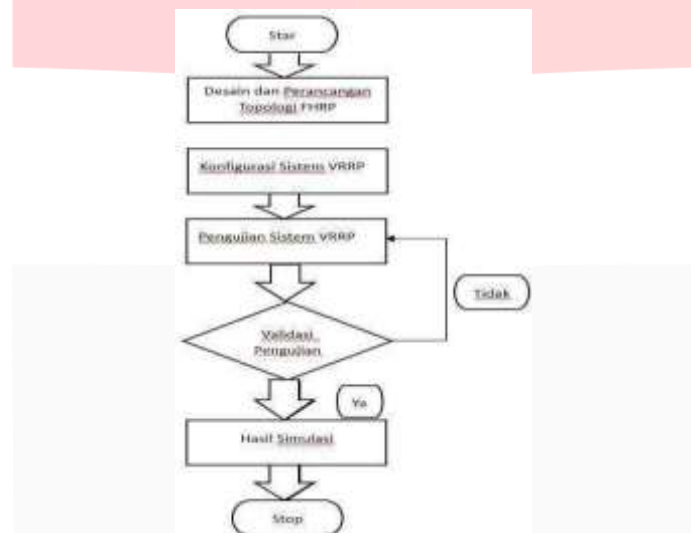 Star
Desain dan Perancangan
Topologi FHRP
Konfigurasi Sistem VRRP
Pengujian Sistem VRRP
Tidak
Validasi
Pengujian
Ya
Hasil Simulasi
Stop